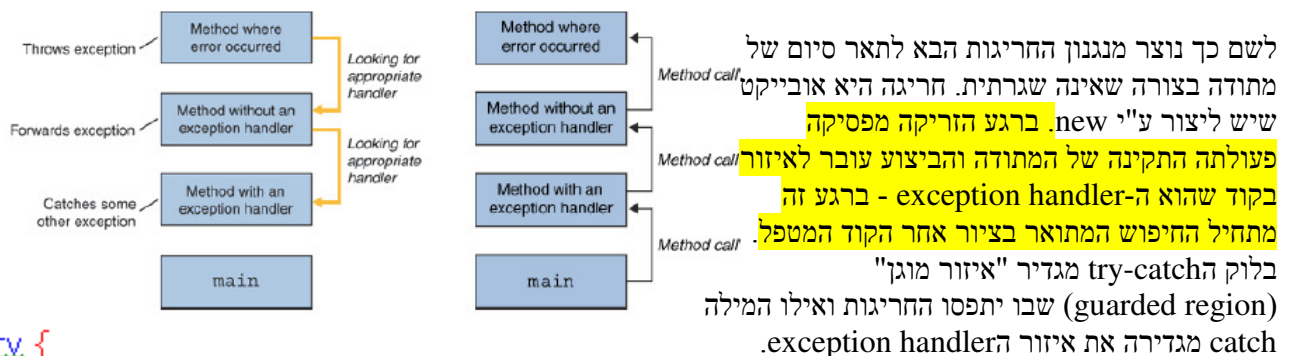 Throws exception
Method where
error occurred
Looking for
appropriate
handler
Forwards exception
Method without an
exception handler
Looking for
appropriate
handler
Catches some
other exception
Method with an
exception handler
main
Method where
error occurred
Method call
Method without an
exception handler
Method call
Method with an
exception handler
Method call
main
לשם כך נוצר מנגנון החריגות הבא לתאר סיום של
מתודה בצורה שאינה שגרתית. חריגה היא אובייקט
שיש ליצור ע"י new. ברגע הזריקה מפסיקה
פעולתה התקינה של המתודה והביצוע עובר לאיזור
בקוד שהוא ה-exception handler - ברגע זה
מתחיל החיפוש המתואר בציור אחר הקוד המטפל.
בלוק הtry-catch מגדיר "איזור מוגן"
(guarded region) שבו יתפסו החריגות ואילו המילה
catch מגדירה את איזור הexception handler.